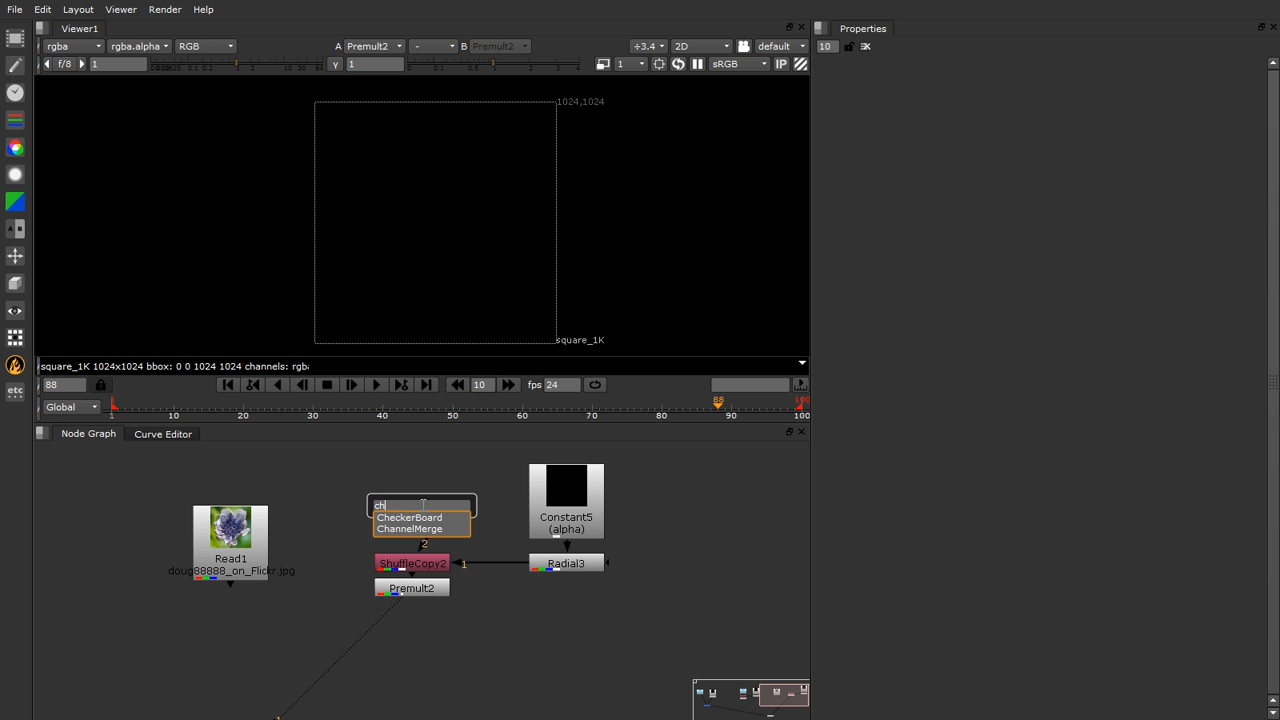 File Edit Layout Viewer Render Help
Viewer1
Properties
rgba rgba.alpha RGB A Premult2 - B Premult2 ÷3.4 2D default
10
f/8 1 γ 1 1 sRGB IP
1024,1024
square_1K
square_1K 1024x1024 bbox: 0 0 1024 1024 channels: rgb
88 10 fps 24
Global 1 10 20 30 40 50 60 70 80 88 90 100 100
Node Graph Curve Editor
etc
ch
CheckerBoard
ChannelMerge
Constant5
(alpha)
2
Read1
doug88888_on_Flickr.jpg
ShuffleCopy2 1 Radial3
Premult2